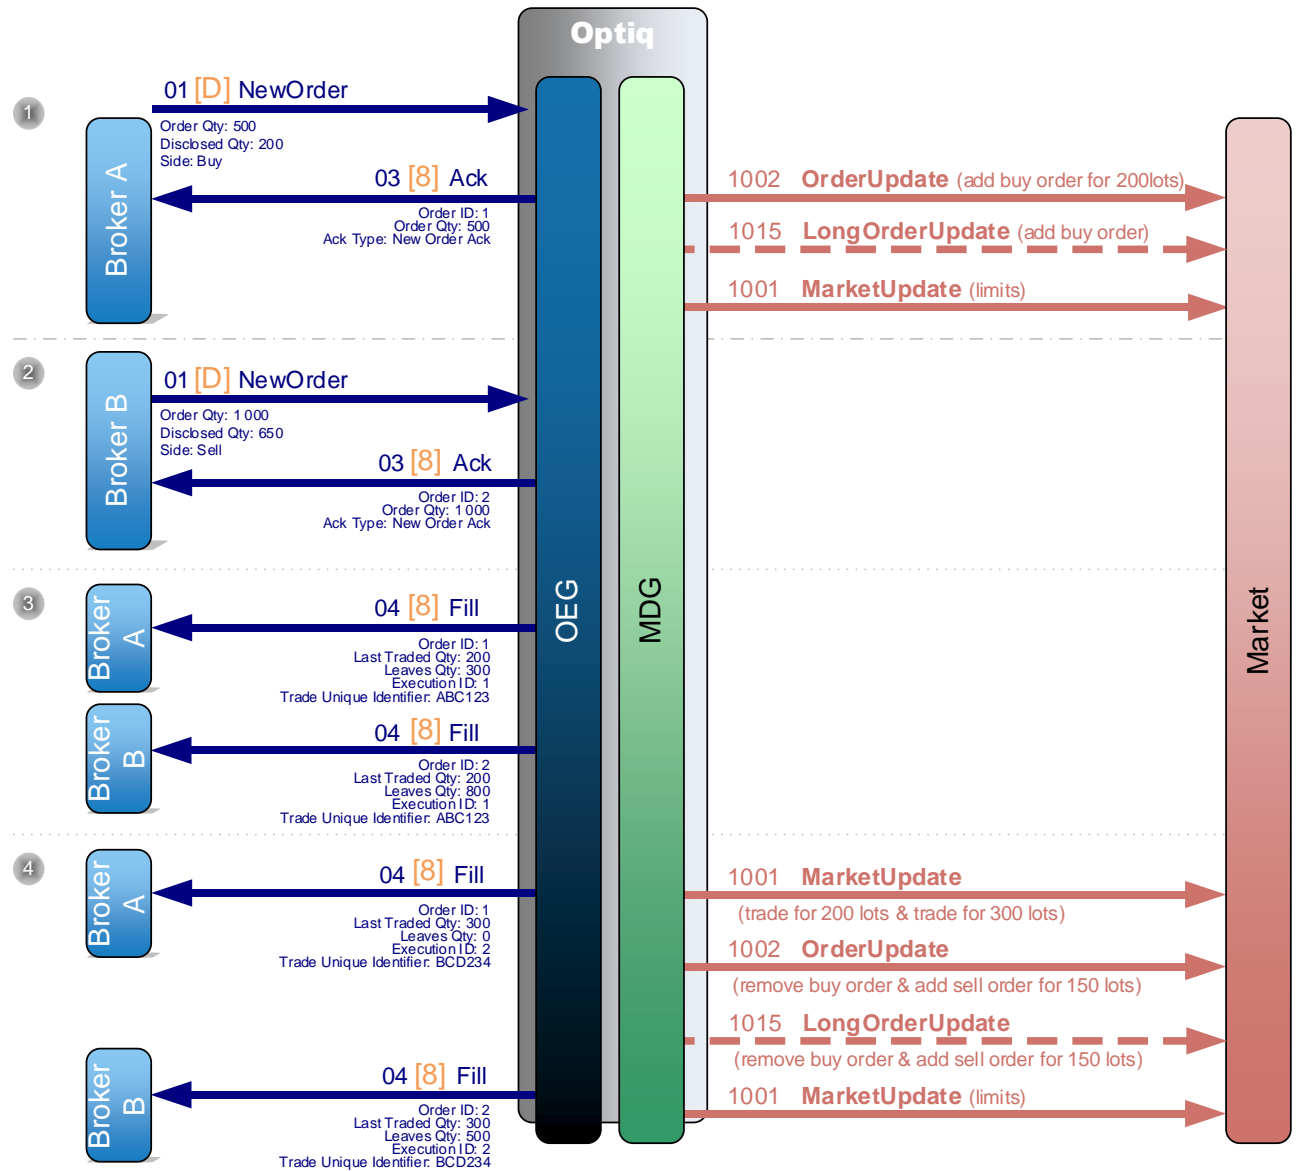 Optiq
1
01 [D] NewOrder
Order Qty: 500
Disclosed Qty: 200
Side: Buy
Broker A
03 [8] Ack
Order ID: 1
Order Qty: 500
Ack Type: New Order Ack
1002 OrderUpdate (add buy order for 200lots)
1015 LongOrderUpdate (add buy order)
1001 MarketUpdate (limits)
2
01 [D] NewOrder
Order Qty: 1 000
Disclosed Qty: 650
Side: Sell
Broker B
03 [8] Ack
Order ID: 2
Order Qty: 1 000
Ack Type: New Order Ack
OEG
MDG
Market
3
Broker
A
04 [8] Fill
Order ID: 1
Last Traded Qty: 200
Leaves Qty: 300
Execution ID: 1
Trade Unique Identifier: ABC123
Broker
B
04 [8] Fill
Order ID: 2
Last Traded Qty: 200
Leaves Qty: 800
Execution ID: 1
Trade Unique Identifier: ABC123
4
Broker
A
04 [8] Fill
Order ID: 1
Last Traded Qty: 300
Leaves Qty: 0
Execution ID: 2
Trade Unique Identifier: BCD234
1001 MarketUpdate
(trade for 200 lots & trade for 300 lots)
1002 OrderUpdate
(remove buy order & add sell order for 150 lots)
1015 LongOrderUpdate
(remove buy order & add sell order for 150 lots)
1001 MarketUpdate (limits)
Broker
B
04 [8] Fill
Order ID: 2
Last Traded Qty: 300
Leaves Qty: 500
Execution ID: 2
Trade Unique Identifier: BCD234